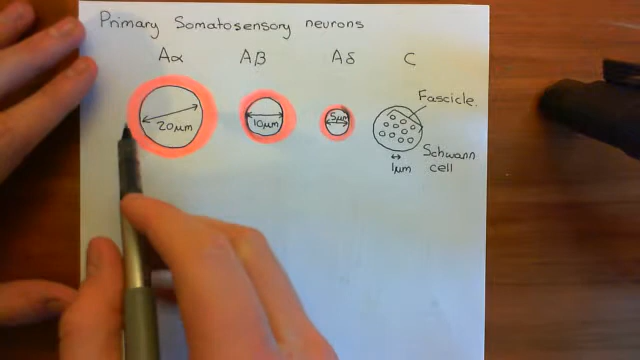 Primary Somatosensory neurons
Aα Aβ Aδ C
20μm
10μm
5μm
Fascicle.
Schwann
cell
1μm